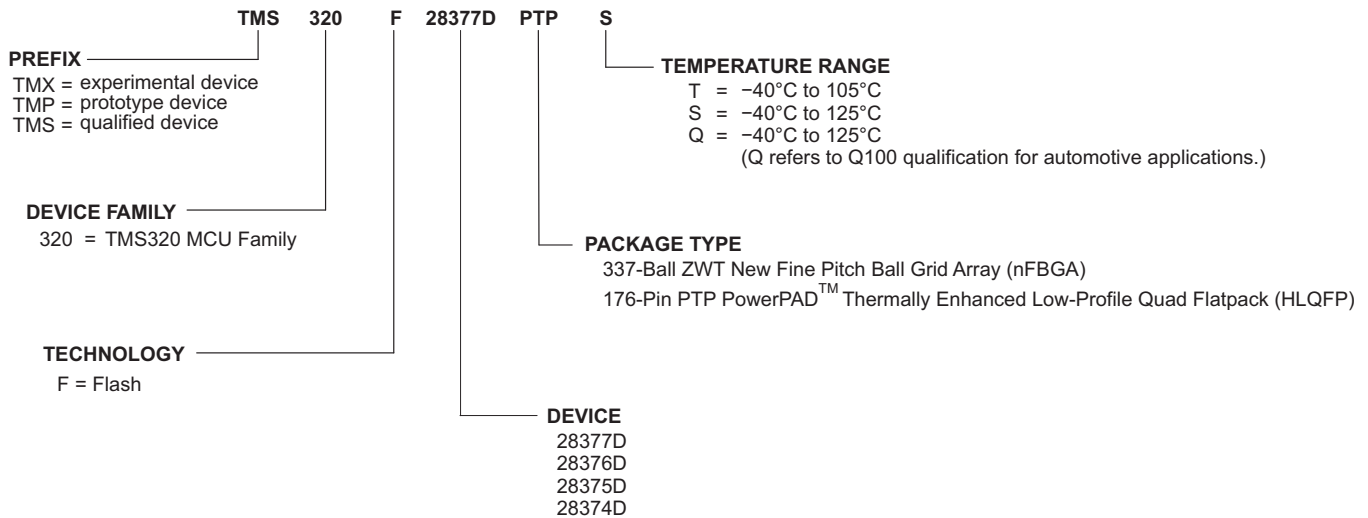 TMS 320 F 28377D PTP S
PREFIX
TMX = experimental device
TMP = prototype device
TMS = qualified device
TEMPERATURE RANGE
T = −40°C to 105°C
S = −40°C to 125°C
Q = −40°C to 125°C
(Q refers to Q100 qualification for automotive applications.)
DEVICE FAMILY
320 = TMS320 MCU Family
PACKAGE TYPE
337-Ball ZWT New Fine Pitch Ball Grid Array (nFBGA)
176-Pin PTP PowerPAD™ Thermally Enhanced Low-Profile Quad Flatpack (HLQFP)
TECHNOLOGY
F = Flash
DEVICE
28377D
28376D
28375D
28374D